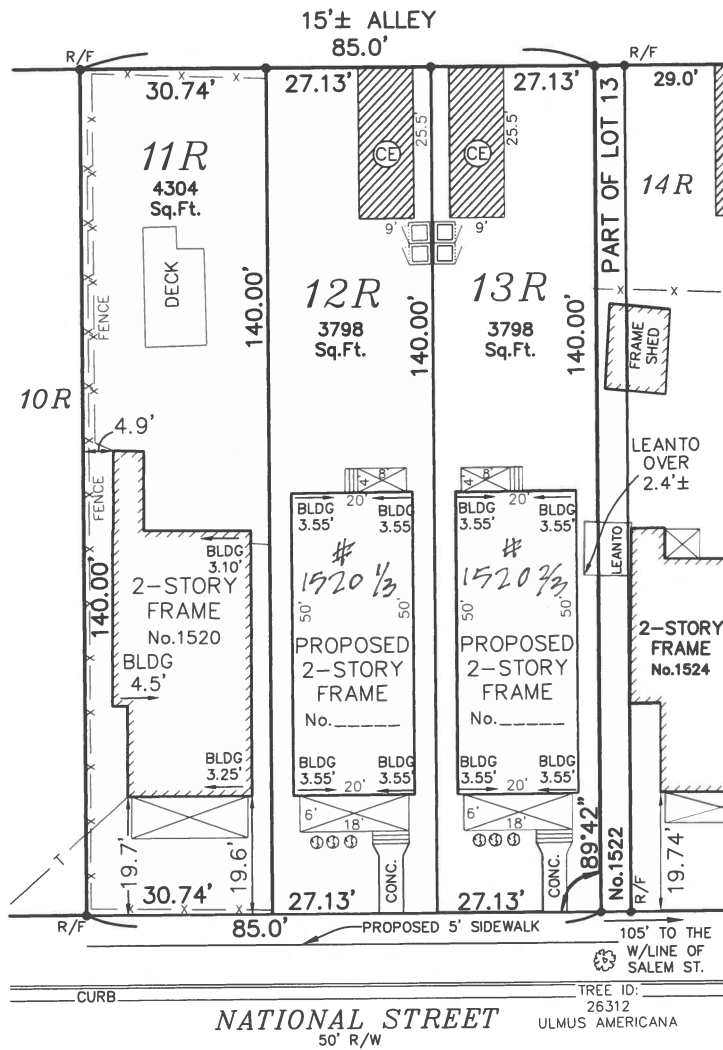 15'± ALLEY
85.0'
R/F
R/F
30.74'
27.13'
27.13'
29.0'
11R
4304
Sq.Ft.
CE
25.5'
9'
CE
25.5'
9'
PART OF LOT 13
14R
DECK
FENCE
140.00'
12R
3798
Sq.Ft.
140.00'
13R
3798
Sq.Ft.
140.00'
FRAME
SHED
10R
4.9'
FENCE
140.00'
LEANTO
OVER
2.4'±
LEANTO
4' 8'
20'
BLDG
3.55'
BLDG
3.55'
4' 8'
20'
BLDG
3.55'
BLDG
3.55'
BLDG
3.10'
2-STORY
FRAME
No.1520
BLDG
4.5'
BLDG
3.25'
#
1520 1/3
50'
50'
PROPOSED
2-STORY
FRAME
No._____
#
1520 2/3
50'
50'
PROPOSED
2-STORY
FRAME
No._____
2-STORY
FRAME
No.1524
BLDG
3.55'
BLDG
3.55'
20'
BLDG
3.55'
BLDG
3.55'
20'
6'
18'
6'
18'
SSS
SSS
CONC.
CONC.
89°42"
No.1522
T
19.7'
19.6'
19.74'
30.74'
27.13'
27.13'
R/F
R/F
85.0'
PROPOSED 5' SIDEWALK
105' TO THE
W/LINE OF
SALEM ST.
CURB
TREE ID:
26312
ULMUS AMERICANA
NATIONAL STREET
50' R/W